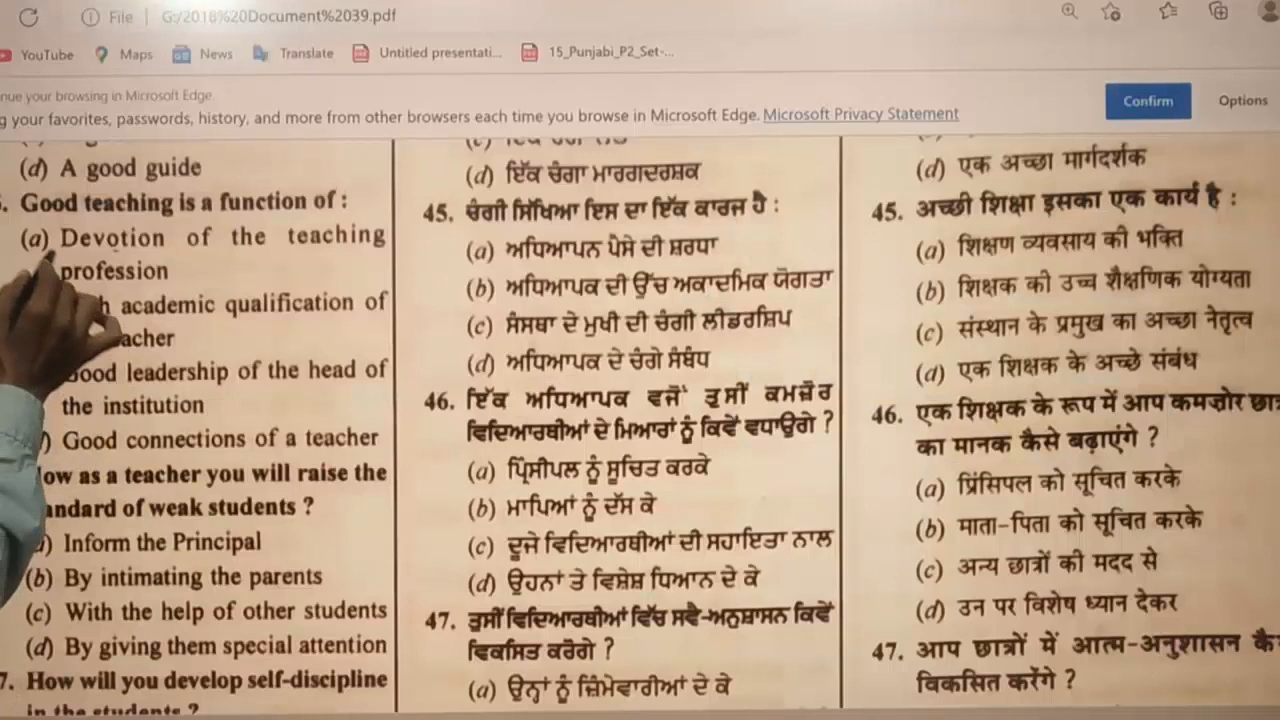 File
G:/2018%20Document%2039.pdf
YouTube
Maps
News
Translate
Untitled presentati...
15_Punjabi_P2_Set-...
nue your browsing in Microsoft Edge.
g your favorites, passwords, history, and more from other browsers each time you browse in Microsoft Edge. Microsoft Privacy Statement
Confirm
Options
(d) A good guide
. Good teaching is a function of :
(a) Devotion of the teaching
profession
academic qualification of
acher
ood leadership of the head of
the institution
) Good connections of a teacher
ow as a teacher you will raise the
andard of weak students ?
) Inform the Principal
(b) By intimating the parents
(c) With the help of other students
(d) By giving them special attention
7. How will you develop self-discipline
in the students ?
(d) ਇੱਕ ਚੰਗਾ ਮਾਰਗਦਰਸ਼ਕ
45. ਚੰਗੀ ਸਿੱਖਿਆ ਇਸ ਦਾ ਇੱਕ ਕਾਰਜ ਹੈ :
(a) ਅਧਿਆਪਨ ਪੈਸੇ ਦੀ ਸ਼ਰਧਾ
(b) ਅਧਿਆਪਕ ਦੀ ਉੱਚ ਅਕਾਦਮਿਕ ਯੋਗਤਾ
(c) ਸੰਸਥਾ ਦੇ ਮੁਖੀ ਦੀ ਚੰਗੀ ਲੀਡਰਸ਼ਿਪ
(d) ਅਧਿਆਪਕ ਦੇ ਚੰਗੇ ਸੰਬੰਧ
46. ਇੱਕ ਅਧਿਆਪਕ ਵਜੋਂ ਤੁਸੀਂ ਕਮਜ਼ੋਰ
ਵਿਦਿਆਰਥੀਆਂ ਦੇ ਮਿਆਰਾਂ ਨੂੰ ਕਿਵੇਂ ਵਧਾਉਗੇ ?
(a) ਪ੍ਰਿੰਸੀਪਲ ਨੂੰ ਸੂਚਿਤ ਕਰਕੇ
(b) ਮਾਪਿਆਂ ਨੂੰ ਦੱਸ ਕੇ
(c) ਦੂਜੇ ਵਿਦਿਆਰਥੀਆਂ ਦੀ ਸਹਾਇਤਾ ਨਾਲ
(d) ਉਹਨਾਂ ਤੇ ਵਿਸ਼ੇਸ਼ ਧਿਆਨ ਦੇ ਕੇ
47. ਤੁਸੀਂ ਵਿਦਿਆਰਥੀਆਂ ਵਿੱਚ ਸਵੈ-ਅਨੁਸ਼ਾਸਨ ਕਿਵੇਂ
ਵਿਕਸਿਤ ਕਰੋਗੇ ?
(a) ਉਨ੍ਹਾਂ ਨੂੰ ਜ਼ਿੰਮੇਵਾਰੀਆਂ ਦੇ ਕੇ
(d) एक अच्छा मार्गदर्शक
45. अच्छी शिक्षा इसका एक कार्य है :
(a) शिक्षण व्यवसाय की भक्ति
(b) शिक्षक की उच्च शैक्षणिक योग्यता
(c) संस्थान के प्रमुख का अच्छा नेतृत्व
(d) एक शिक्षक के अच्छे संबंध
46. एक शिक्षक के रूप में आप कमज़ोर छात्र
का मानक कैसे बढ़ाएंगे ?
(a) प्रिंसिपल को सूचित करके
(b) माता-पिता को सूचित करके
(c) अन्य छात्रों की मदद से
(d) उन पर विशेष ध्यान देकर
47. आप छात्रों में आत्म-अनुशासन कै
विकसित करेंगे ?